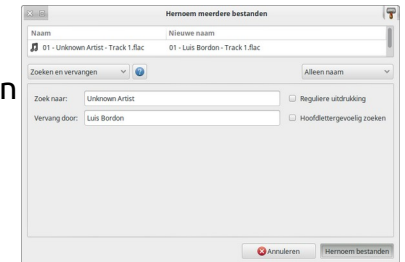 Hernoem meerdere bestanden
Naam Nieuwe naam
01 - Unknown Artist - Track 1.flac 01 - Luis Bordon - Track 1.flac
Zoeken en vervangen Alleen naam
n
Zoek naar: Unknown Artist Reguliere uitdrukking
Vervang door: Luis Bordon Hoofdlettergevoelig zoeken
Annuleren Hernoem bestanden